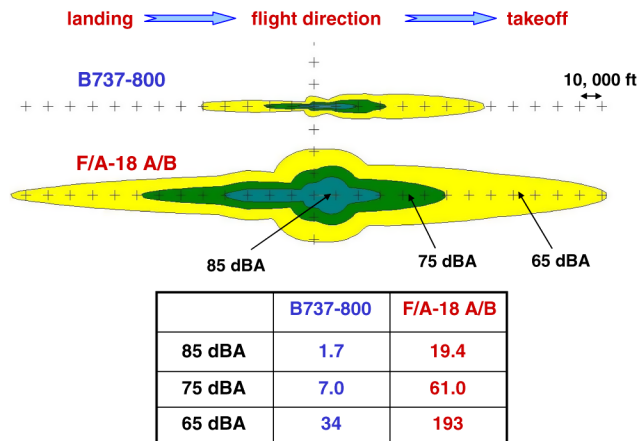 landing flight direction takeoff
B737-800
10, 000 ft
F/A-18 A/B
85 dBA 75 dBA 65 dBA
B737-800 F/A-18 A/B
85 dBA 1.7 19.4
75 dBA 7.0 61.0
65 dBA 34 193